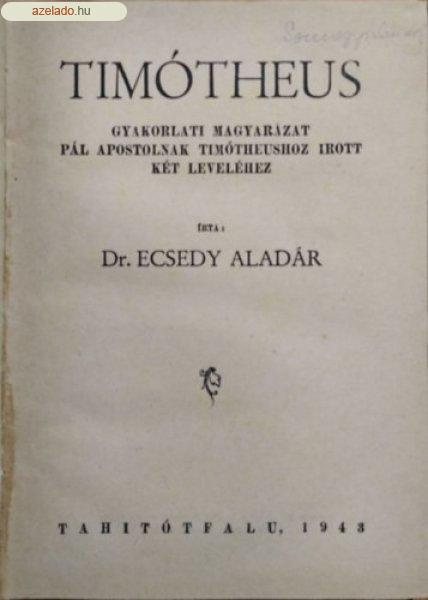 azelado.hu
TIMÓTHEUS
GYAKORLATI MAGYARÁZAT
PÁL APOSTOLNAK TIMÓTHEUSHOZ IROTT
KÉT LEVELÉHEZ
ÍRTA:
Dr. ECSEDY ALADÁR
TAHITÓTFALU, 1943